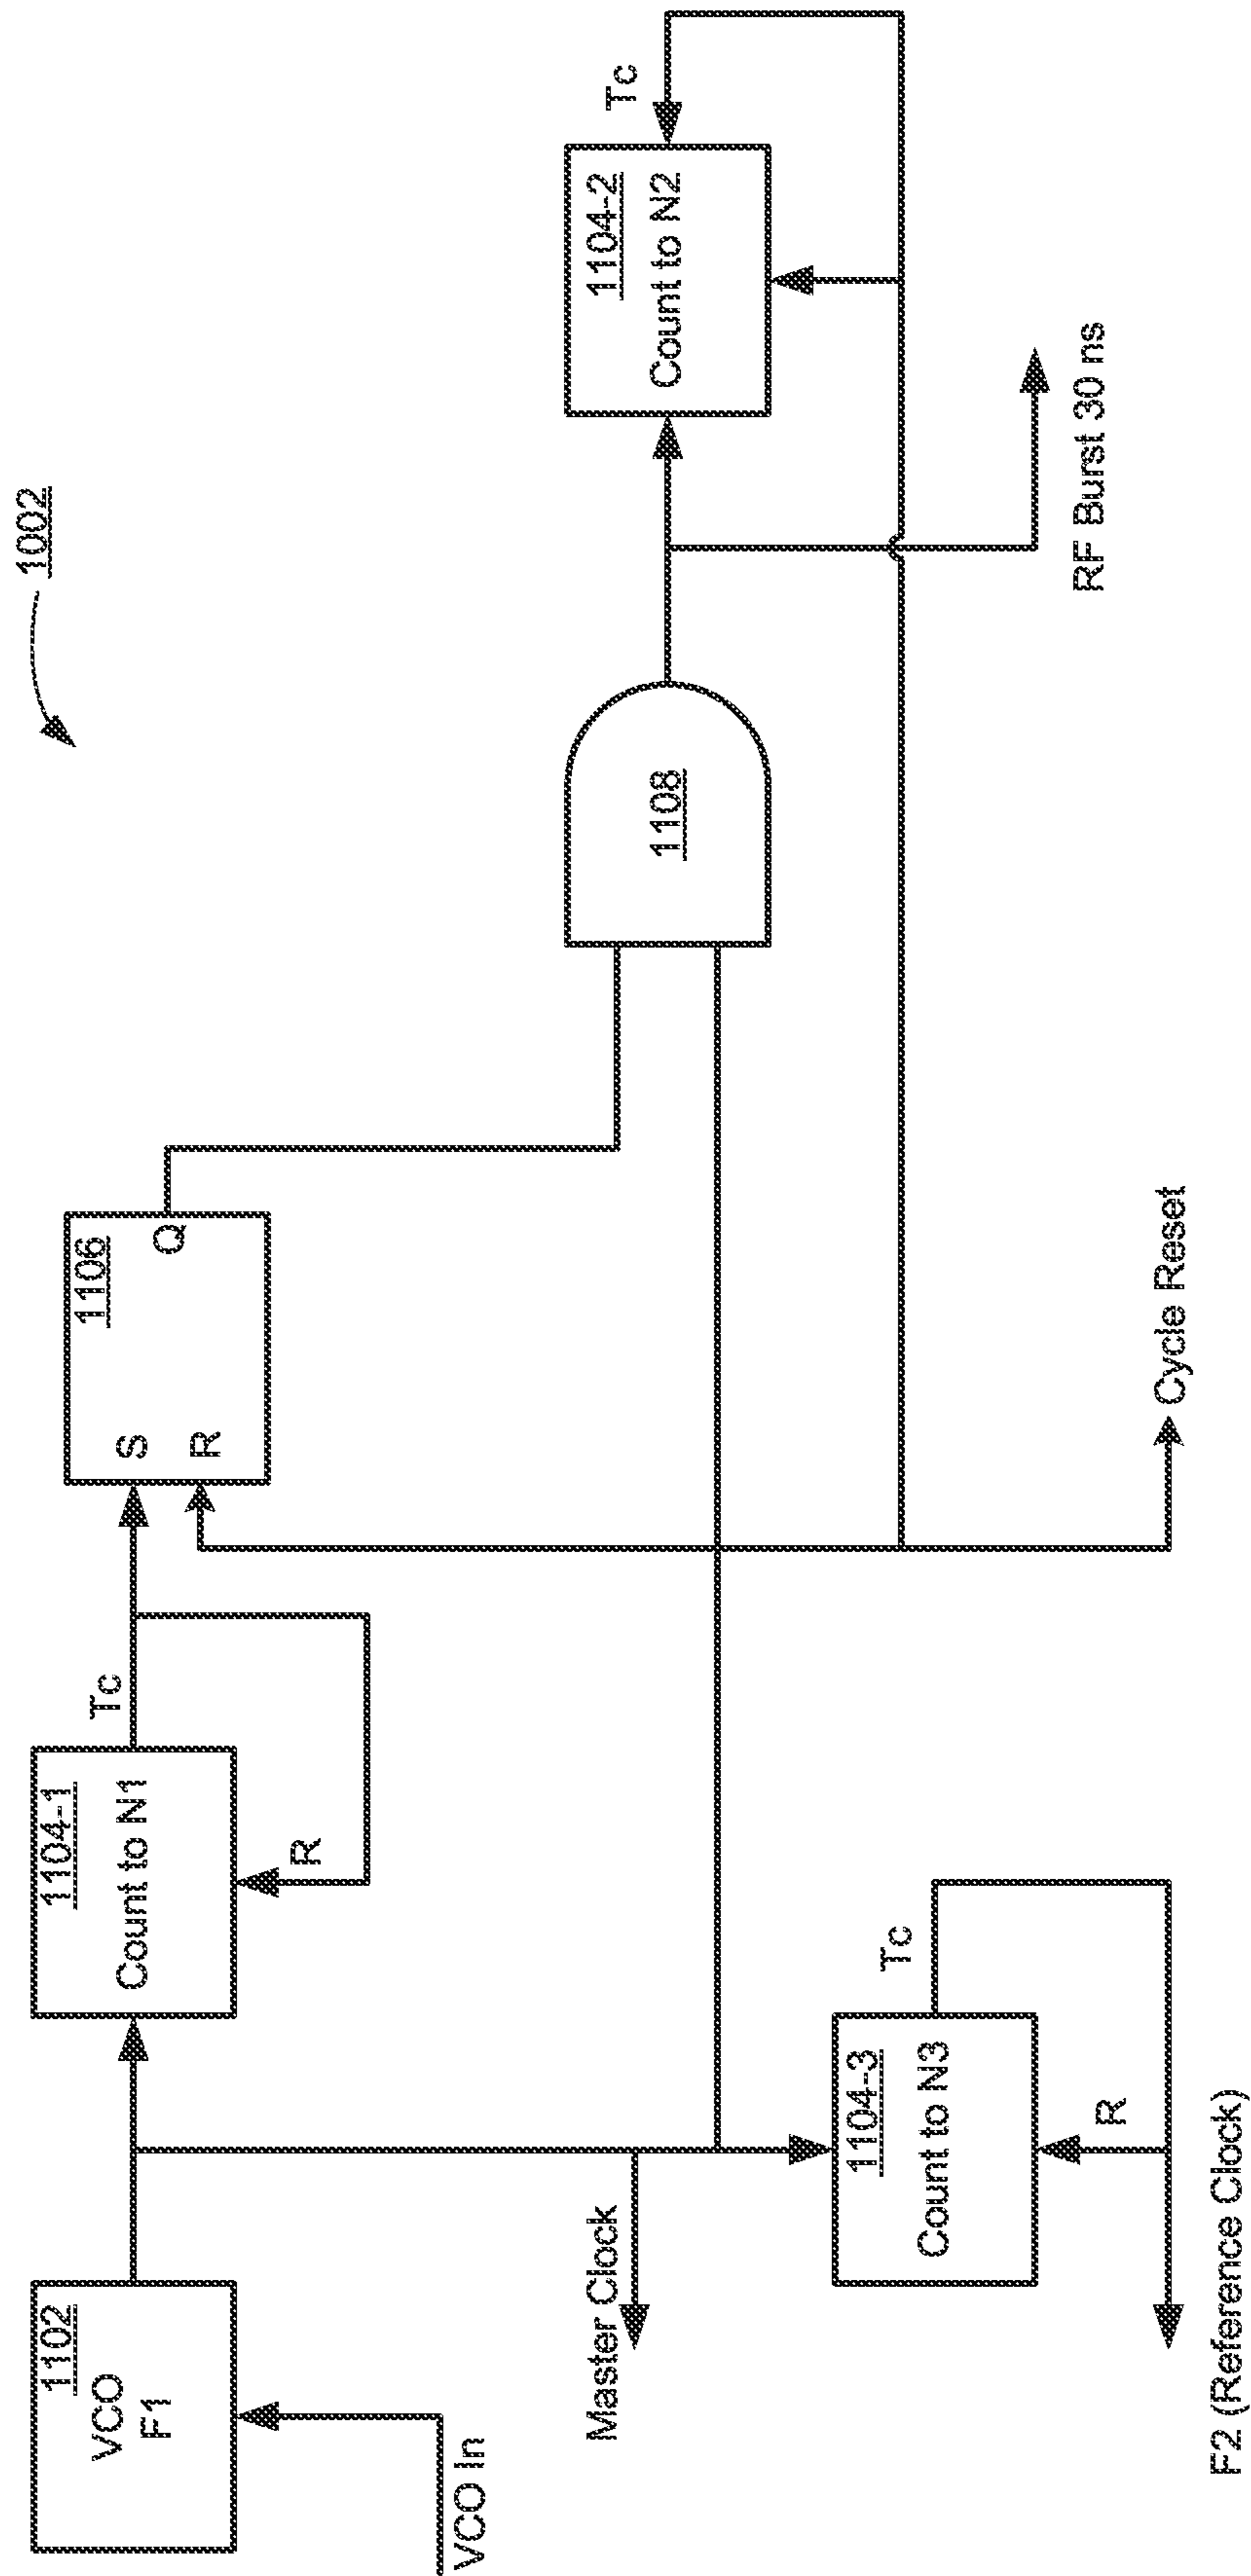 1002
1102
VCO
F1
VCO In
1104-1
Count to N1
Tc
R
1106
S
R
Q
Master Clock
1108
1104-2
Count to N2
Tc
1104-3
Count to N3
Tc
R
F2 (Reference Clock)
Cycle Reset
RF Burst 30 ns